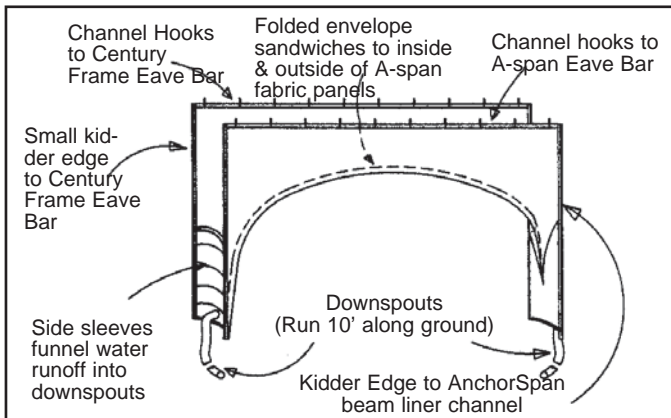 Channel Hooks
to Century
Frame Eave Bar
Folded envelope
sandwiches to inside
& outside of A-span
fabric panels
Channel hooks to
A-span Eave Bar
Small kid-
der edge
to Century
Frame Eave
Bar
Side sleeves
funnel water
runoff into
downspouts
Downspouts
(Run 10’ along ground)
Kidder Edge to AnchorSpan
beam liner channel